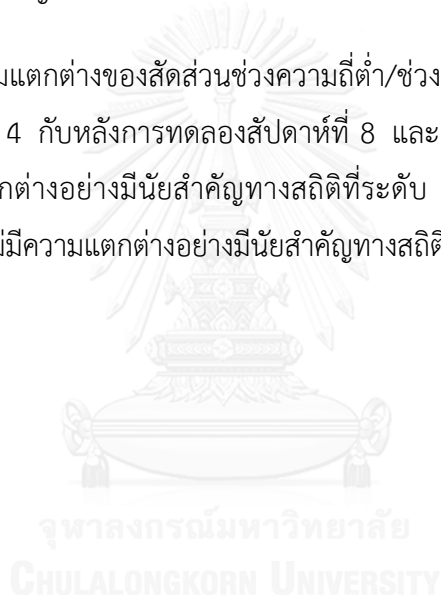 มแตกต่างของสัดส่วนช่วงความถี่ต่ำ/ช่วง
4 กับหลังการทดลองสัปดาห์ที่ 8 และ
กต่างอย่างมีนัยสำคัญทางสถิติที่ระดับ
ม่มีความแตกต่างอย่างมีนัยสำคัญทางสถิติ
จุฬาลงกรณ์มหาวิทยาลัย
CHULALONGKORN UNIVERSITY